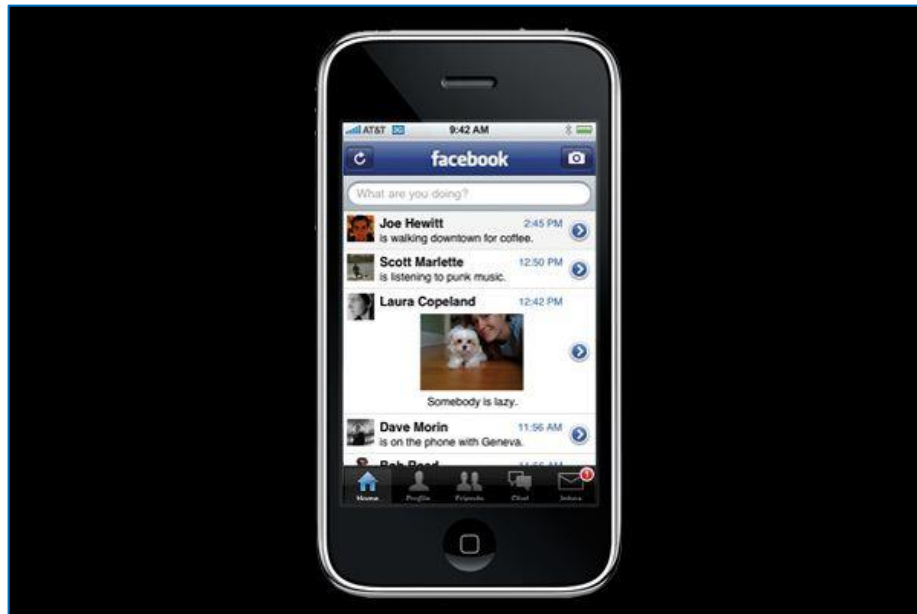 AT&T 3G 9:42 AM
facebook
What are you doing?
Joe Hewitt 2:45 PM
is walking downtown for coffee.
Scott Marlette 12:50 PM
is listening to punk music.
Laura Copeland 12:42 PM
Somebody is lazy.
Dave Morin 11:56 AM
is on the phone with Geneva.
Home Profile Friends Chat Inbox
1